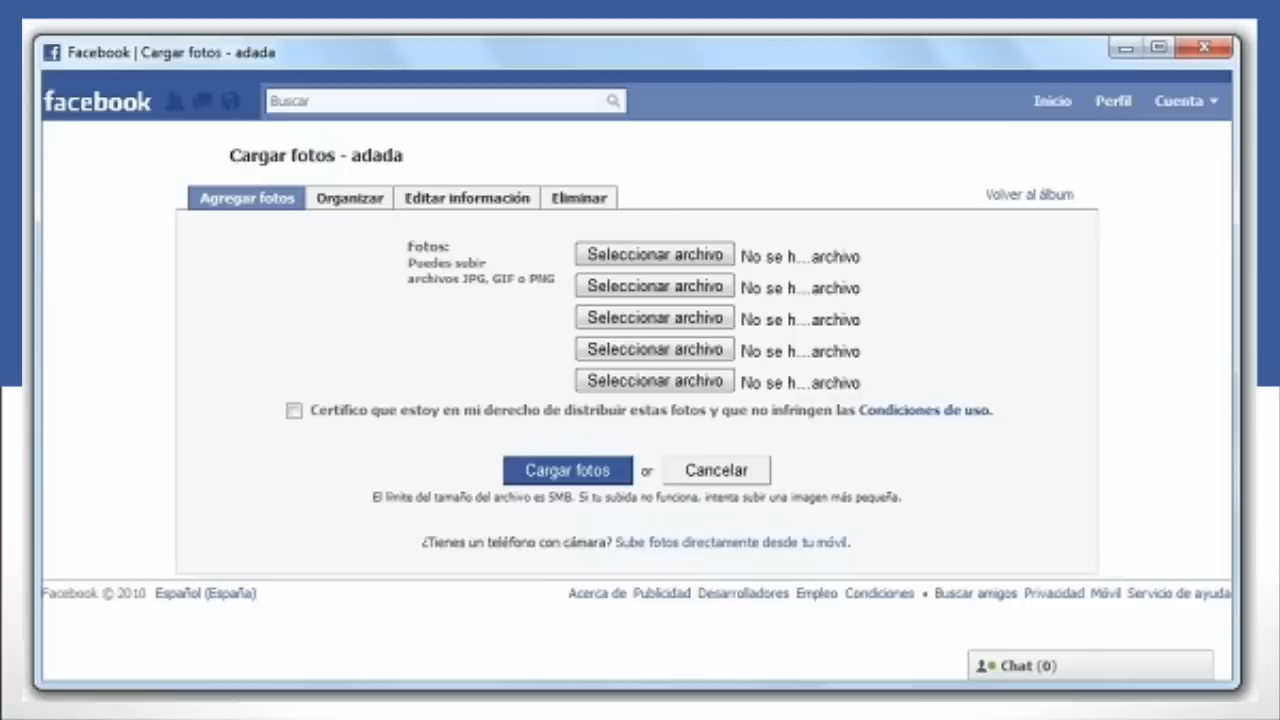 Facebook | Cargar fotos - adada
facebook Buscar Inicio Perfil Cuenta
Cargar fotos - adada
Agregar fotos Organizar Editar información Eliminar Volver al álbum
Fotos:
Puedes subir
archivos JPG, GIF o PNG
Seleccionar archivo No se h...archivo
Seleccionar archivo No se h...archivo
Seleccionar archivo No se h...archivo
Seleccionar archivo No se h...archivo
Seleccionar archivo No se h...archivo
Certifico que estoy en mi derecho de distribuir estas fotos y que no infringen las Condiciones de uso.
Cargar fotos or Cancelar
El límite del tamaño del archivo es 5MB. Si tu subida no funciona, intenta subir una imagen más pequeña.
¿Tienes un teléfono con cámara? Sube fotos directamente desde tu móvil.
Facebook © 2010 Español (España) Acerca de Publicidad Desarrolladores Empleo Condiciones • Buscar amigos Privacidad Móvil Servicio de ayuda
Chat (0)